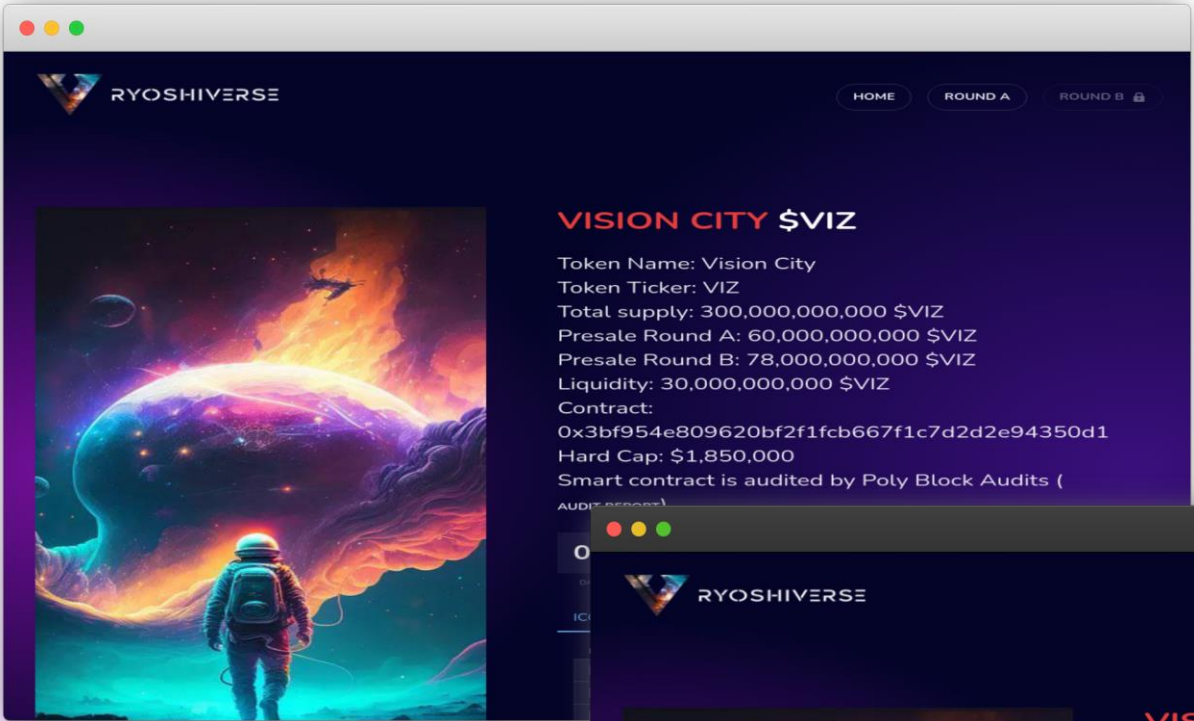 RYOSHIVERSE
HOME
ROUND A
ROUND B
VISION CITY $VIZ
Token Name: Vision City
Token Ticker: VIZ
Total supply: 300,000,000,000 $VIZ
Presale Round A: 60,000,000,000 $VIZ
Presale Round B: 78,000,000,000 $VIZ
Liquidity: 30,000,000,000 $VIZ
Contract:
0x3bf954e809620bf2f1fcb667f1c7d2d2e94350d1
Hard Cap: $1,850,000
Smart contract is audited by Poly Block Audits (
AUDIT REPORT)
RYOSHIVERSE